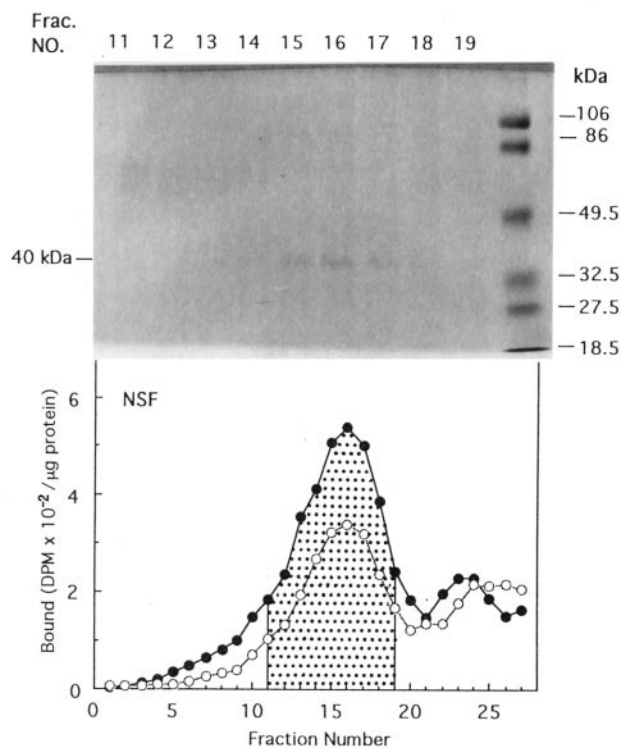 Frac.
NO. 11 12 13 14 15 16 17 18 19
kDa
106
86
49.5
40 kDa
32.5
27.5
18.5
6
4
2
0
NSF
Bound (DPM x 10⁻² /μg protein)
0 5 10 15 20 25
Fraction Number